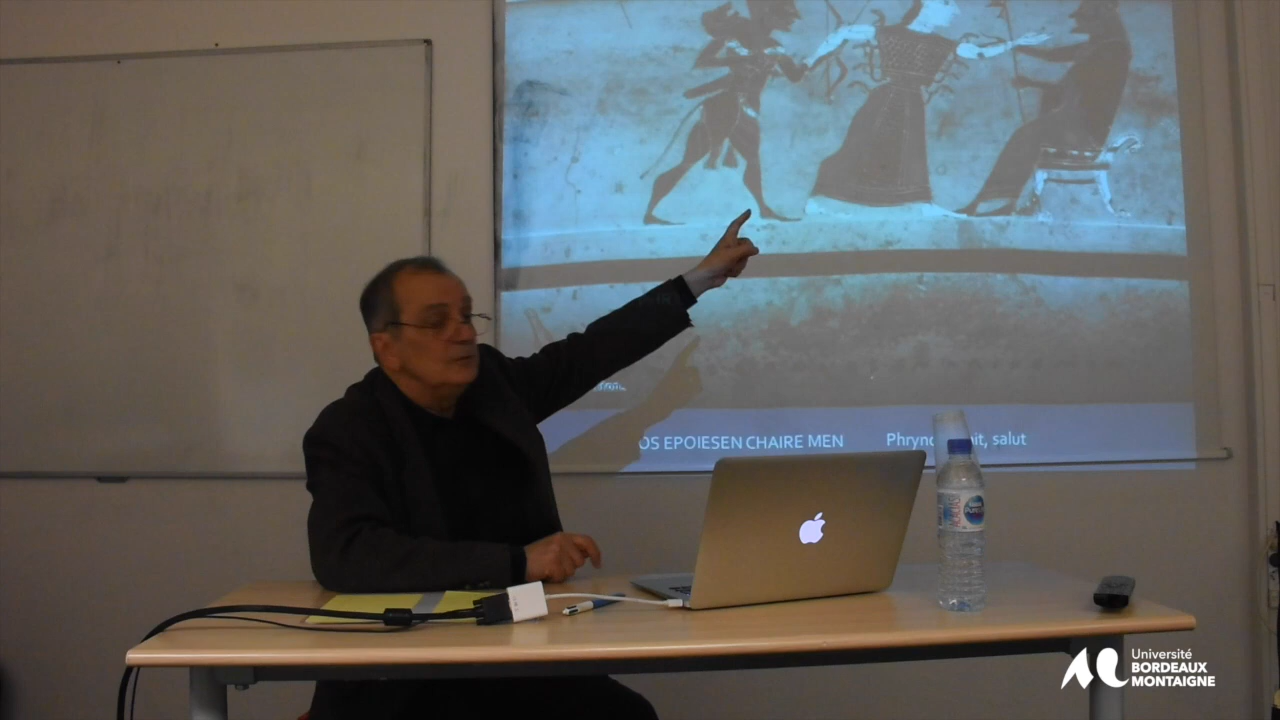 OS EPOIESEN CHAIRE MEN Phryno it, salut
Université
BORDEAUX
MONTAIGNE